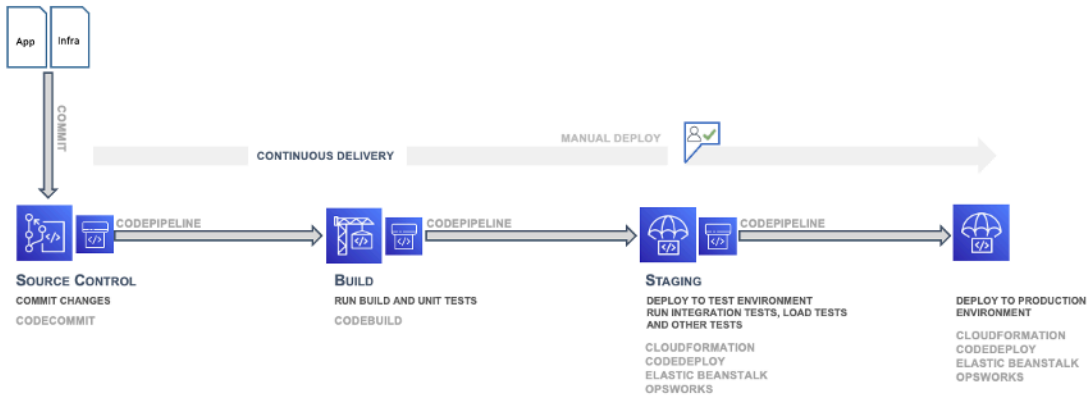 App
Infra
COMMIT
CONTINUOUS DELIVERY
MANUAL DEPLOY
CODEPIPELINE
CODEPIPELINE
CODEPIPELINE
SOURCE CONTROL
COMMIT CHANGES
CODECOMMIT
BUILD
RUN BUILD AND UNIT TESTS
CODEBUILD
STAGING
DEPLOY TO TEST ENVIRONMENT
RUN INTEGRATION TESTS, LOAD TESTS
AND OTHER TESTS
CLOUDFORMATION
CODEDEPLOY
ELASTIC BEANSTALK
OPSWORKS
DEPLOY TO PRODUCTION
ENVIRONMENT
CLOUDFORMATION
CODEDEPLOY
ELASTIC BEANSTALK
OPSWORKS